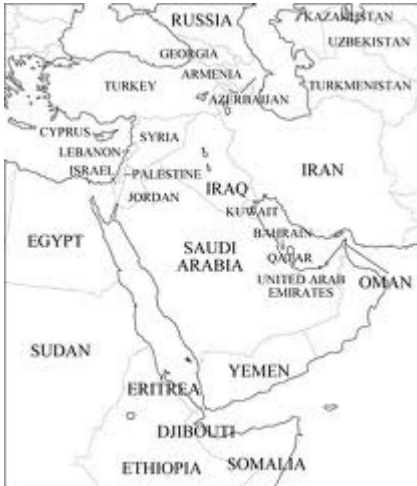 RUSSIA
KAZAKHSTAN
UZBEKISTAN
GEORGIA
ARMENIA
TURKEY
TURKMENISTAN
AZERBAIJAN
CYPRUS
SYRIA
LEBANON
ISRAEL
PALESTINE
IRAN
IRAQ
JORDAN
KUWAIT
BAHRAIN
EGYPT
SAUDI
ARABIA
QATAR
UNITED ARAB
EMIRATES
OMAN
SUDAN
YEMEN
ERITREA
DJIBOUTI
ETHIOPIA
SOMALIA